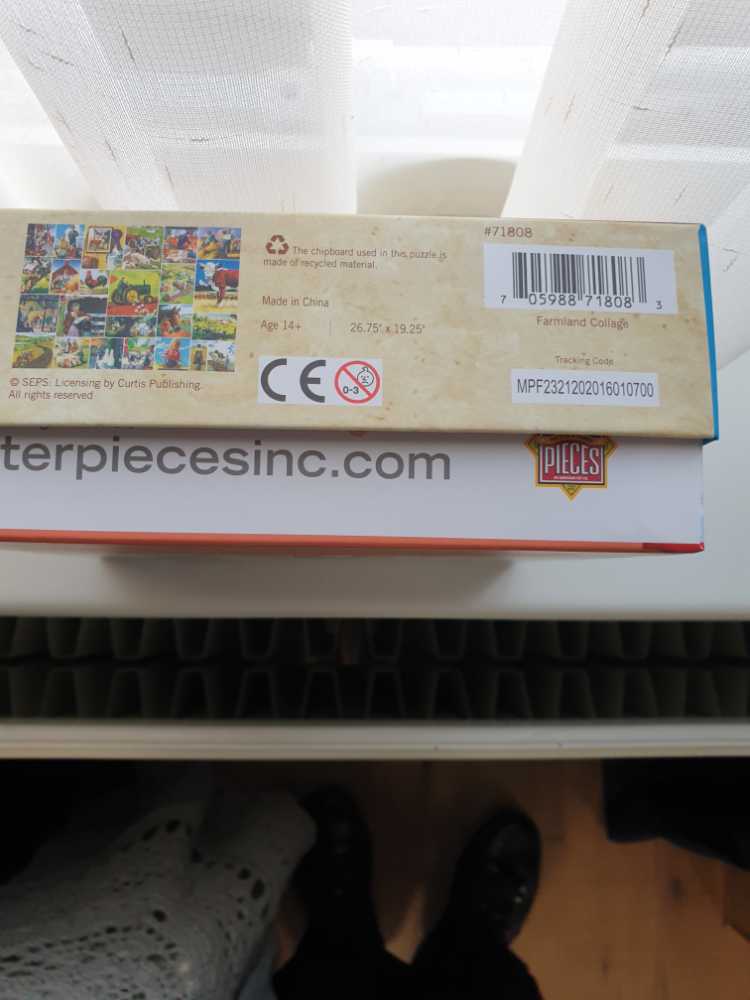 The chipboard used in this puzzle is
made of recycled material.
Made in China
Age 14+ | 26.75" x 19.25"
© SEPS: Licensing by Curtis Publishing.
All rights reserved
CE
0-3
#71808
7 05988 71808 3
Farmland Collage
Tracking Code
MPF2321202016010700
terpiecesinc.com
PIECES